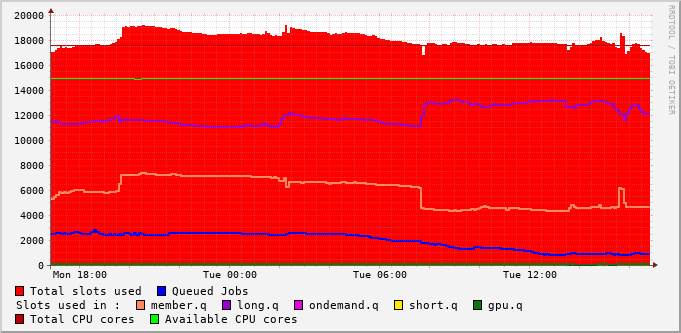 20000
18000
16000
14000
12000
10000
8000
6000
4000
2000
0
Mon 18:00 Tue 00:00 Tue 06:00 Tue 12:00
RRDTOOL / TOBI OETIKER
Total slots used Queued Jobs
Slots used in : member.q long.q ondemand.q short.q gpu.q
Total CPU cores Available CPU cores